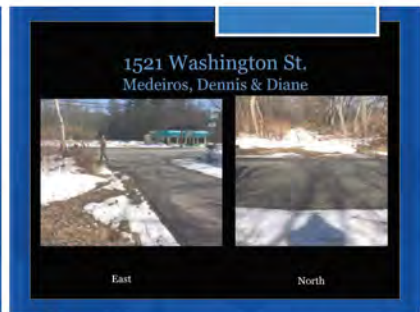 1521 Washington St.
Medeiros, Dennis & Diane
East
North